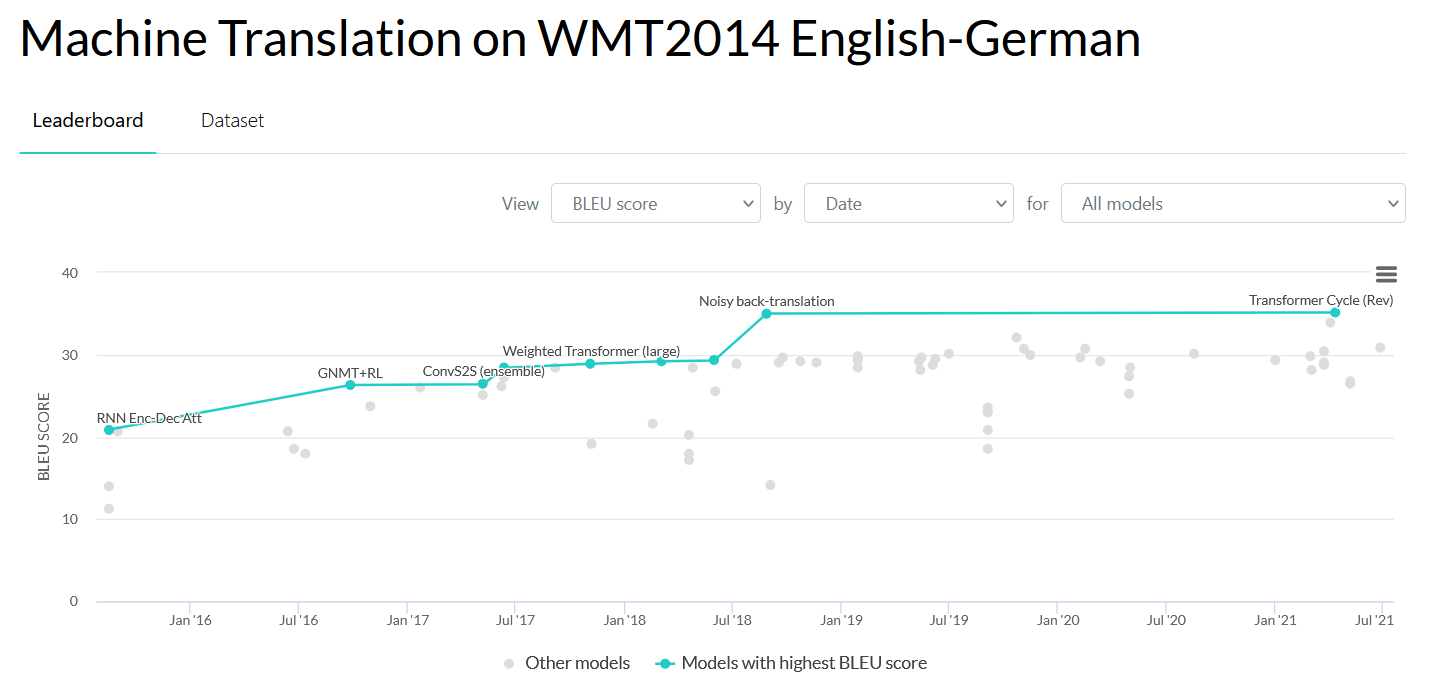 Machine Translation on WMT2014 English-German
Leaderboard Dataset
View BLEU score by Date for All models
40
Noisy back-translation Transformer Cycle (Rev)
30
Weighted Transformer (large)
GNMT+RL ConvS2S (ensemble)
RNN Enc-Dec Att
BLEU SCORE
20
10
0
Jan '16 Jul '16 Jan '17 Jul '17 Jan '18 Jul '18 Jan '19 Jul '19 Jan '20 Jul '20 Jan '21 Jul '21
Other models Models with highest BLEU score